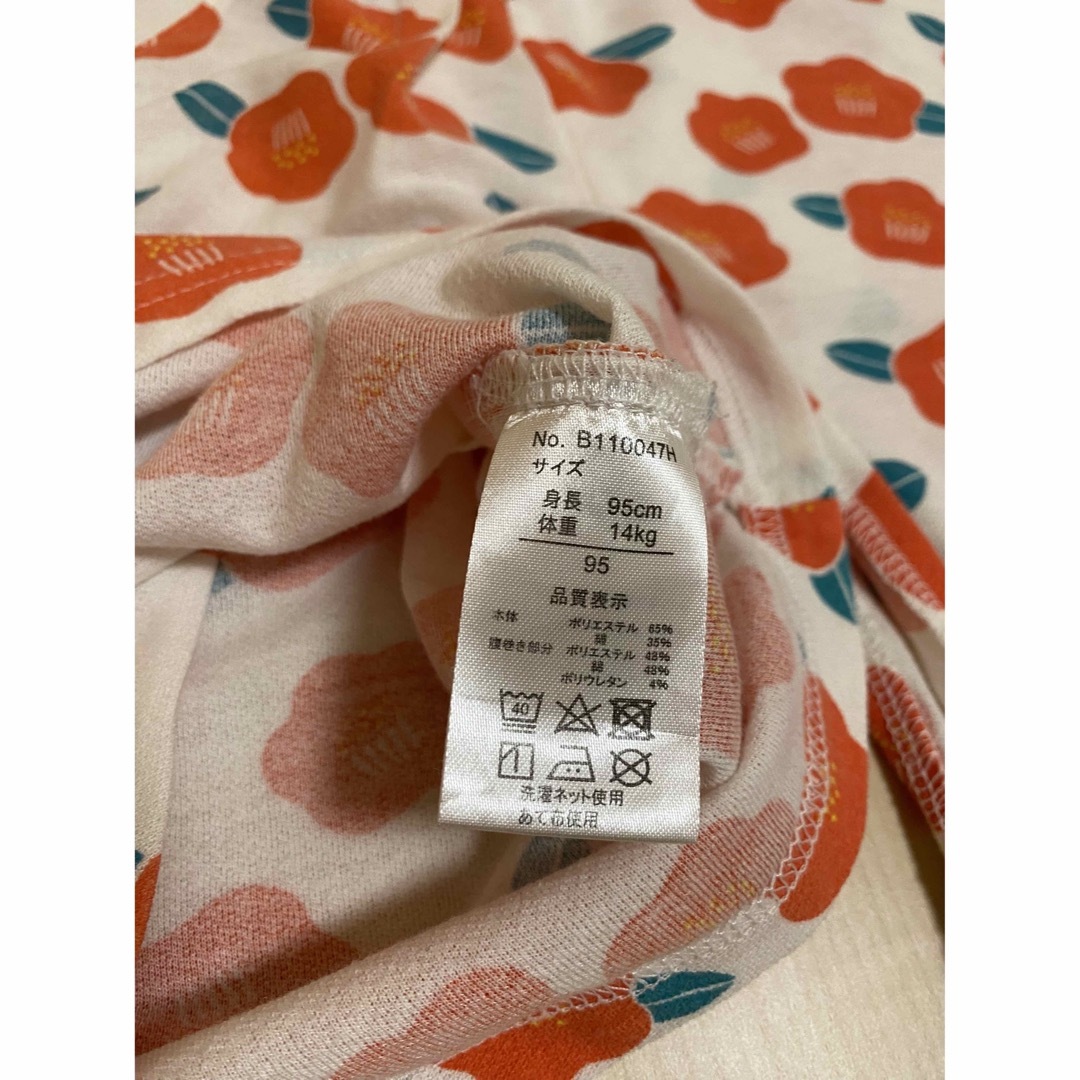 No. B110047H
サイズ
身長 95cm
体重 14kg
95
品質表示
本体 ポリエステル 65%
綿 35%
腹巻き部分 ポリエステル 48%
綿 48%
ポリウレタン 4%
40
洗濯ネット使用
あて布使用